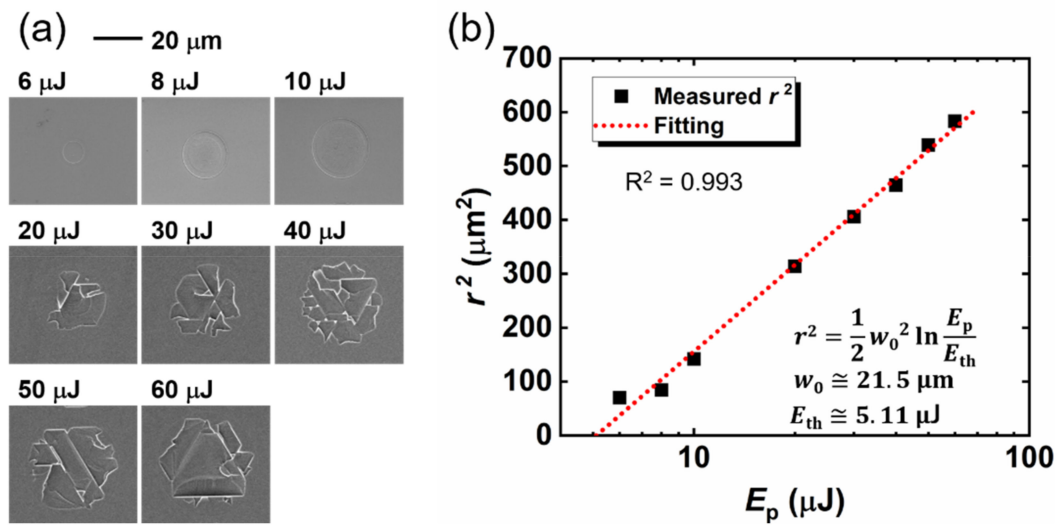 (a)
20 μm
6 μJ
8 μJ
10 μJ
20 μJ
30 μJ
40 μJ
50 μJ
60 μJ
(b)
700
600
500
400
300
200
100
0
r² (μm²)
Measured r²
Fitting
R² = 0.993
r² = 1/2 w₀² ln Eₚ/Eₜₕ
w₀ ≅ 21.5 μm
Eₜₕ ≅ 5.11 μJ
10
100
Eₚ (μJ)